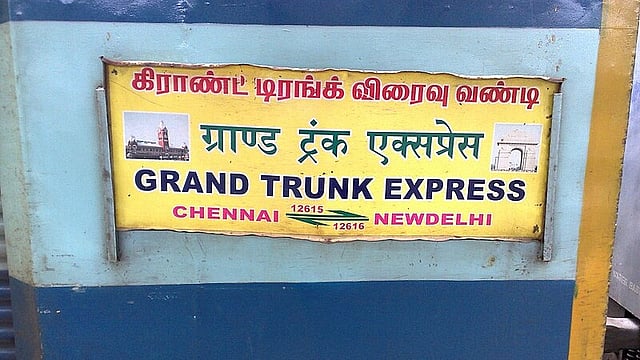 கிராண்ட் டிரங்க் விரைவு வண்டி
ग्राण्ड ट्रंक एक्सप्रेस
GRAND TRUNK EXPRESS
CHENNAI 12615 NEWDELHI
12616